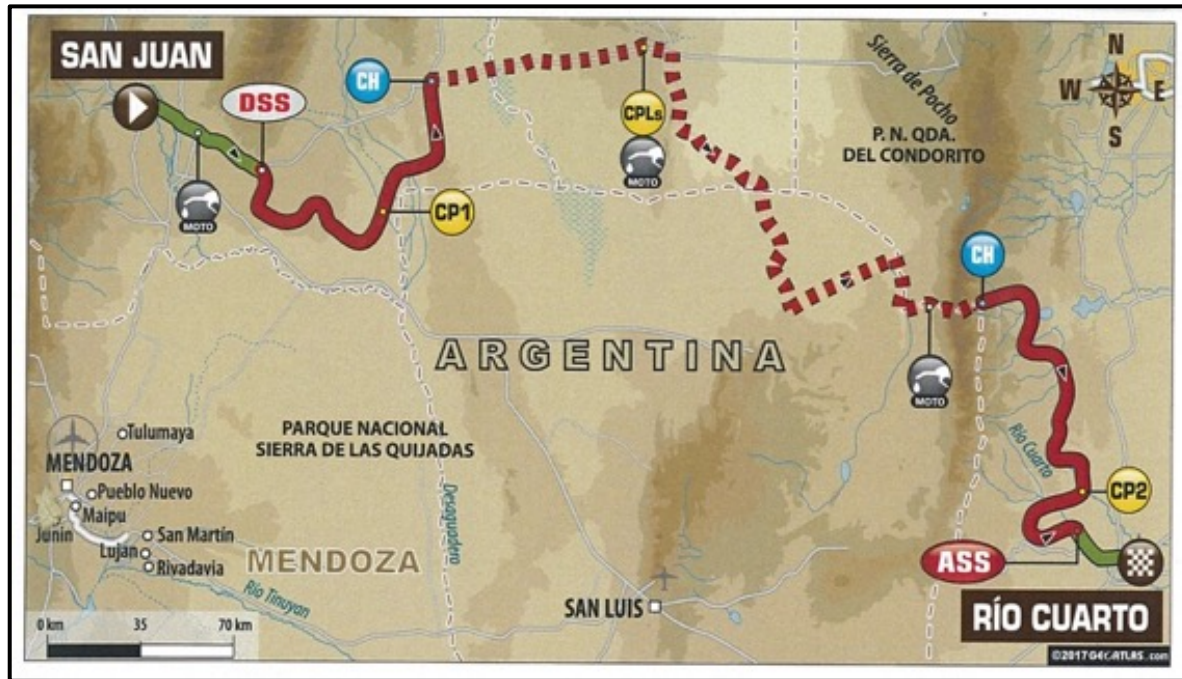 SAN JUAN
DSS
CH
CPLs
MOTO
Sierra de Pocho
P. N. QDA.
DEL CONDORITO
N
W
E
S
MOTO
CP1
CH
ARGENTINA
MOTO
PARQUE NACIONAL
SIERRA DE LAS QUIJADAS
Tulumaya
MENDOZA
Pueblo Nuevo
Maipu
Junín
San Martín
Lujan
Rivadavia
MENDOZA
Desaguadero
Río Tinuyan
Río Cuarto
CP2
ASS
SAN LUIS
RÍO CUARTO
0 km
35
70 km
©2017 GEOATLAS.com